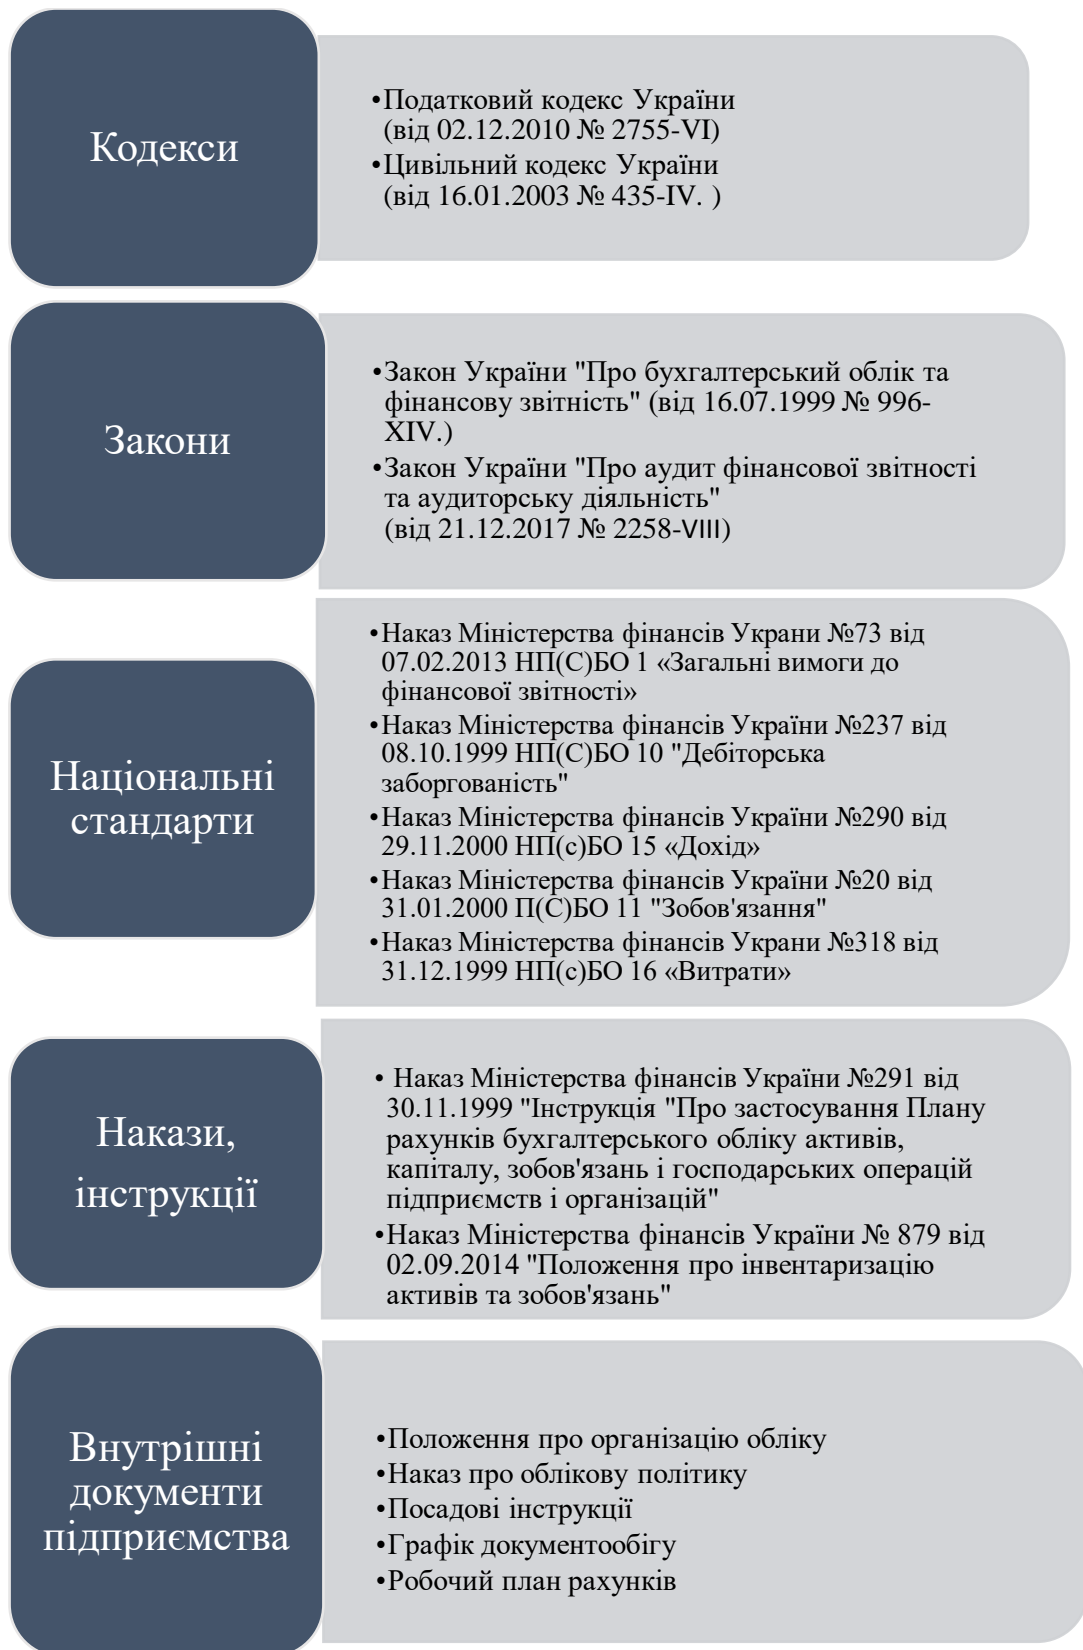 Кодекси
•Податковий кодекс України
(від 02.12.2010 № 2755-VI)
•Цивільний кодекс України
(від 16.01.2003 № 435-IV. )
Закони
•Закон України "Про бухгалтерський облік та
фінансову звітність" (від 16.07.1999 № 996-
XIV.)
•Закон України "Про аудит фінансової звітності
та аудиторську діяльність"
(від 21.12.2017 № 2258-VIII)
Національні
стандарти
•Наказ Міністерства фінансів Украни №73 від
07.02.2013 НП(С)БО 1 «Загальні вимоги до
фінансової звітності»
•Наказ Міністерства фінансів України №237 від
08.10.1999 НП(С)БО 10 "Дебіторська
заборгованість"
•Наказ Міністерства фінансів України №290 від
29.11.2000 НП(с)БО 15 «Дохід»
•Наказ Міністерства фінансів України №20 від
31.01.2000 П(С)БО 11 "Зобов'язання"
•Наказ Міністерства фінансів Украни №318 від
31.12.1999 НП(с)БО 16 «Витрати»
Накази,
інструкції
• Наказ Міністерства фінансів України №291 від
30.11.1999 "Інструкція "Про застосування Плану
рахунків бухгалтерського обліку активів,
капіталу, зобов'язань і господарських операцій
підприємств і організацій"
•Наказ Міністерства фінансів України № 879 від
02.09.2014 "Положення про інвентаризацію
активів та зобов'язань"
Внутрішні
документи
підприємства
•Положення про організацію обліку
•Наказ про облікову політику
•Посадові інструкції
•Графік документообігу
•Робочий план рахунків